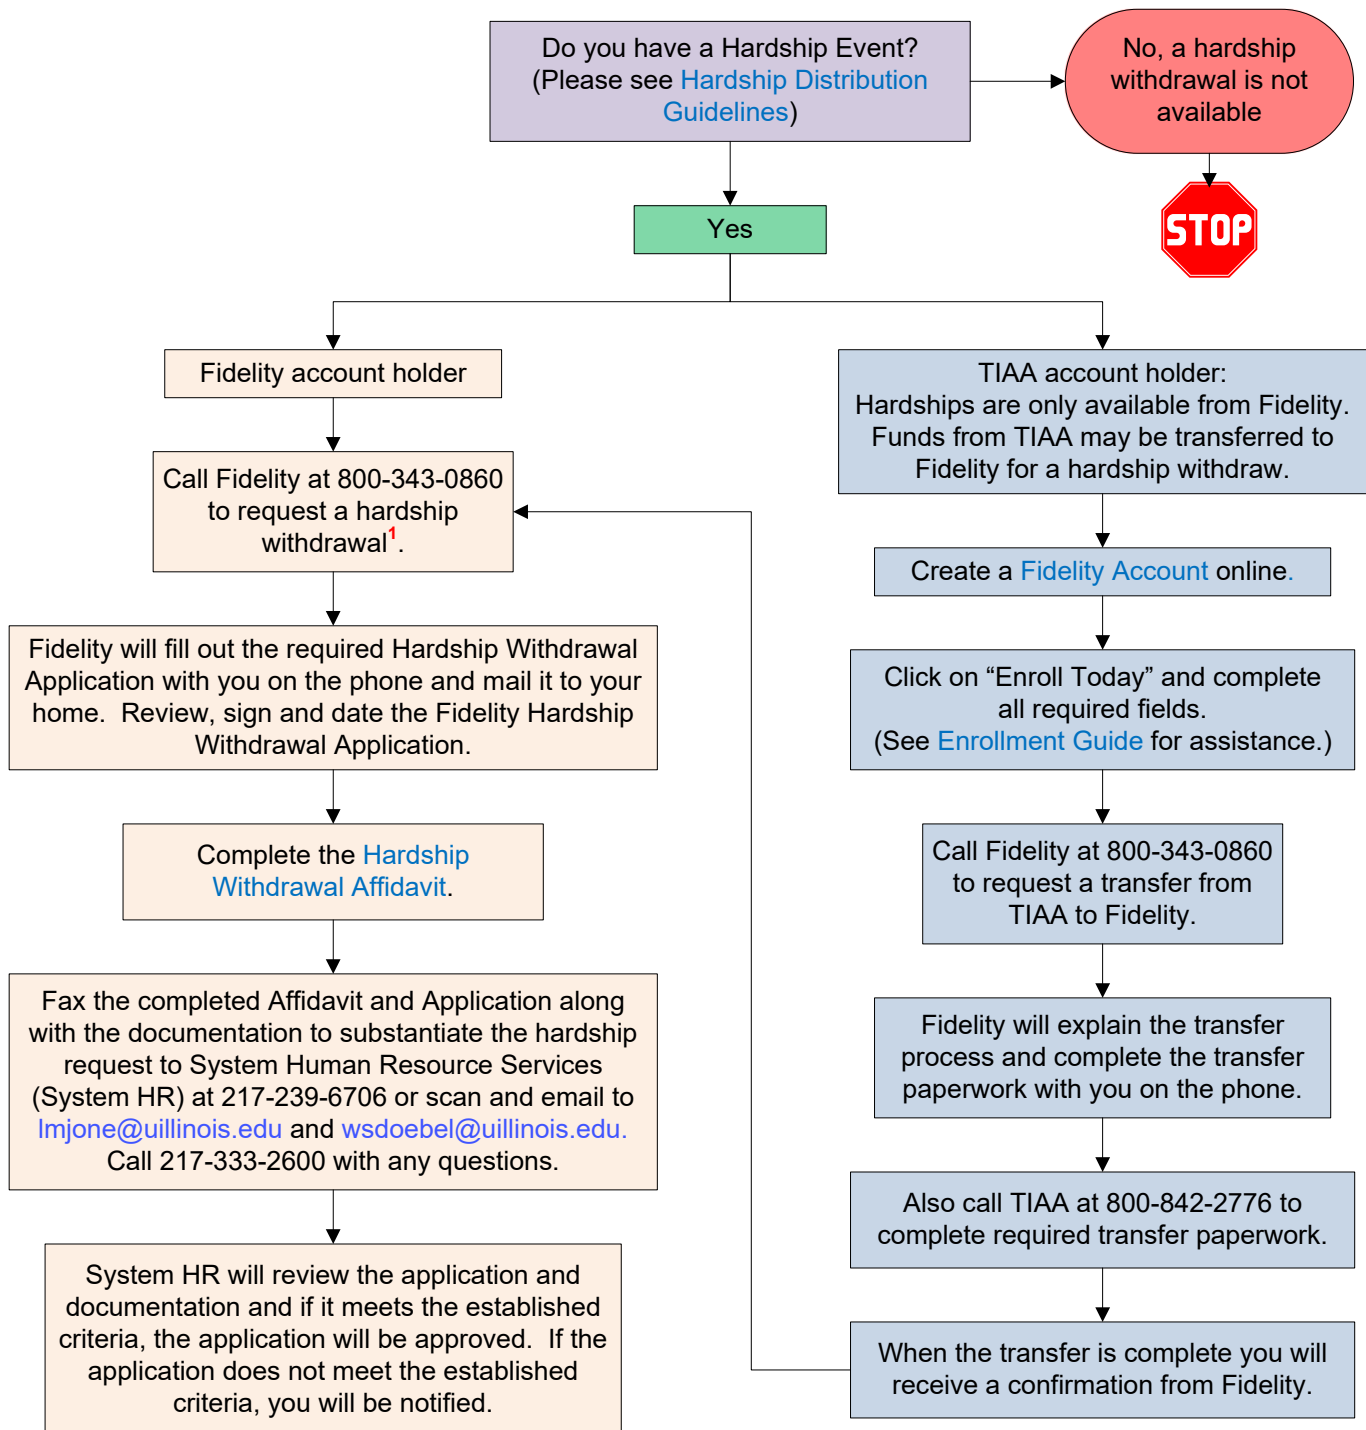 Do you have a Hardship Event?
(Please see Hardship Distribution
Guidelines)
No, a hardship
withdrawal is not
available
STOP
Yes
Fidelity account holder
Call Fidelity at 800-343-0860
to request a hardship
withdrawal¹.
Fidelity will fill out the required Hardship Withdrawal
Application with you on the phone and mail it to your
home.  Review, sign and date the Fidelity Hardship
Withdrawal Application.
Complete the Hardship
Withdrawal Affidavit.
Fax the completed Affidavit and Application along
with the documentation to substantiate the hardship
request to System Human Resource Services
(System HR) at 217-239-6706 or scan and email to
lmjone@uillinois.edu and wsdoebel@uillinois.edu.
Call 217-333-2600 with any questions.
System HR will review the application and
documentation and if it meets the established
criteria, the application will be approved.  If the
application does not meet the established
criteria, you will be notified.
TIAA account holder:
Hardships are only available from Fidelity.
Funds from TIAA may be transferred to
Fidelity for a hardship withdraw.
Create a Fidelity Account online.
Click on “Enroll Today” and complete
all required fields.
(See Enrollment Guide for assistance.)
Call Fidelity at 800-343-0860
to request a transfer from
TIAA to Fidelity.
Fidelity will explain the transfer
process and complete the transfer
paperwork with you on the phone.
Also call TIAA at 800-842-2776 to
complete required transfer paperwork.
When the transfer is complete you will
receive a confirmation from Fidelity.